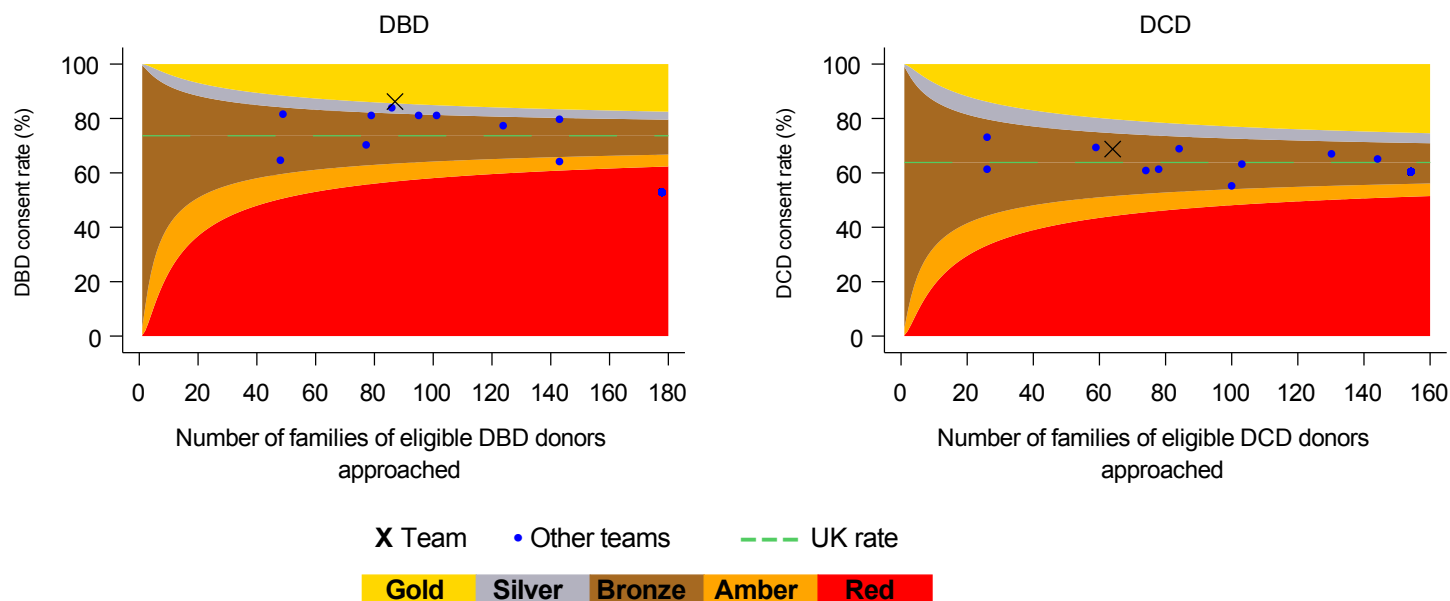 DBD
DBD consent rate (%)
100
80
60
40
20
0
0 20 40 60 80 100 120 140 160 180
Number of families of eligible DBD donors
approached
DCD
DCD consent rate (%)
100
80
60
40
20
0
0 20 40 60 80 100 120 140 160
Number of families of eligible DCD donors
approached
X Team Other teams UK rate
Gold Silver Bronze Amber Red